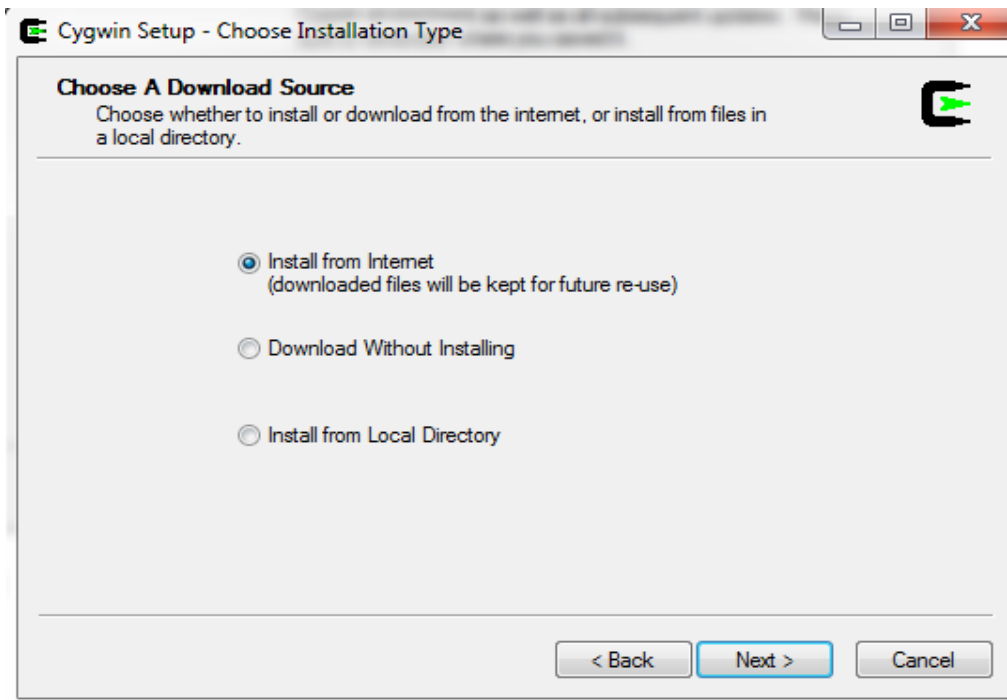 Cygwin Setup - Choose Installation Type
Choose A Download Source
Choose whether to install or download from the internet, or install from files in
a local directory.
Install from Internet
(downloaded files will be kept for future re-use)
Download Without Installing
Install from Local Directory
< Back
Next >
Cancel